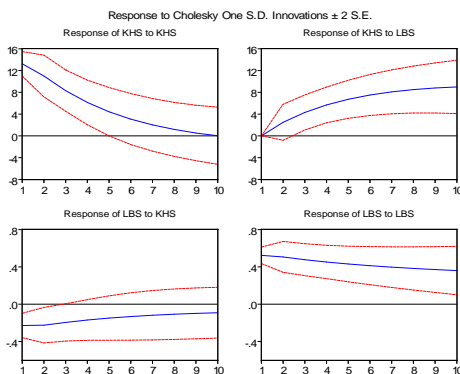 Response to Cholesky One S.D. Innovations ± 2 S.E.
Response of KHS to KHS
16
12
8
4
0
-4
-8
1 2 3 4 5 6 7 8 9 10
Response of KHS to LBS
16
12
8
4
0
-4
-8
1 2 3 4 5 6 7 8 9 10
Response of LBS to KHS
.8
.4
.0
-.4
1 2 3 4 5 6 7 8 9 10
Response of LBS to LBS
.8
.4
.0
-.4
1 2 3 4 5 6 7 8 9 10